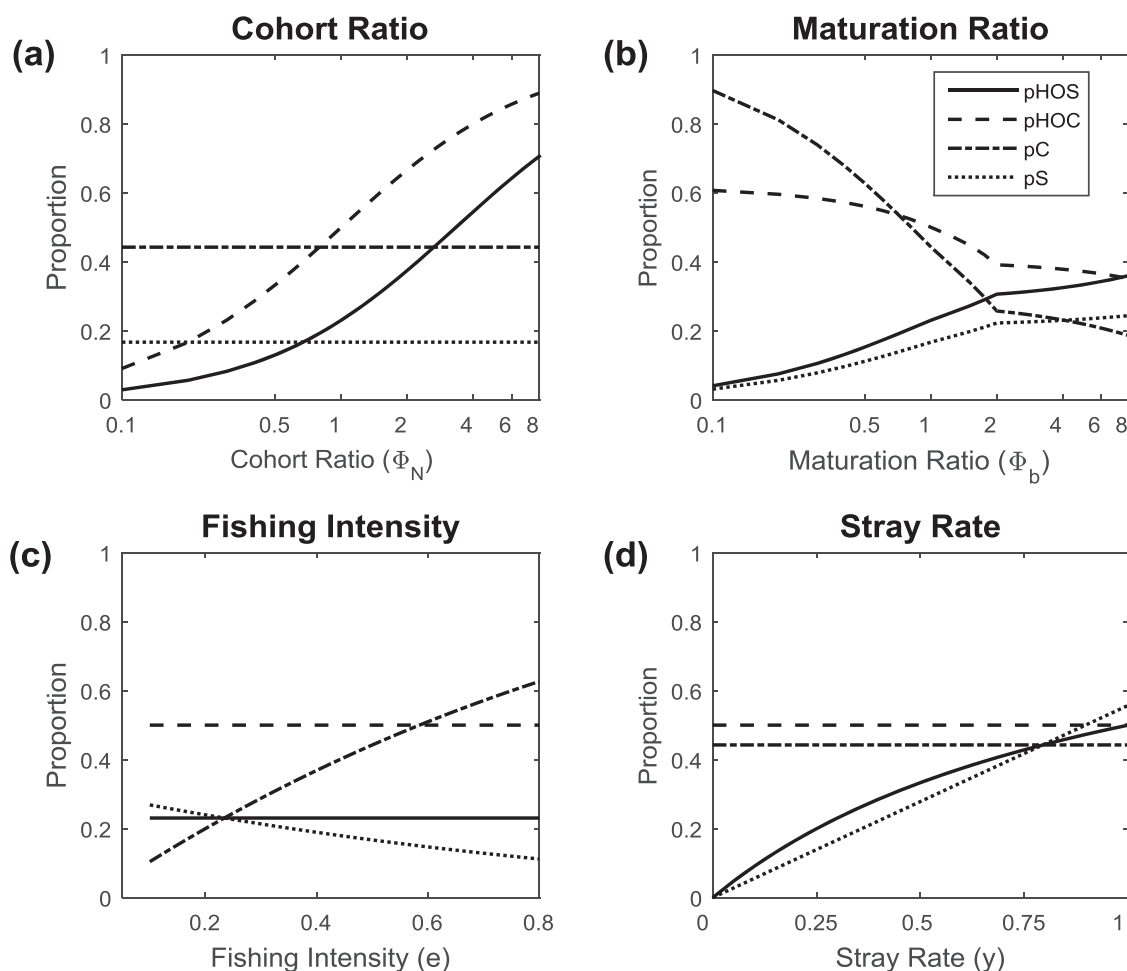 Cohort Ratio
(a)
1
0.8
0.6
0.4
0.2
0
Proportion
0.1
0.5
1
2
4
6
8
Cohort Ratio (Φ_N)
Maturation Ratio
(b)
1
0.8
0.6
0.4
0.2
0
Proportion
pHOS
pHOC
pC
pS
0.1
0.5
1
2
4
6
8
Maturation Ratio (Φ_b)
Fishing Intensity
(c)
1
0.8
0.6
0.4
0.2
0
Proportion
0.2
0.4
0.6
0.8
Fishing Intensity (e)
Stray Rate
(d)
1
0.8
0.6
0.4
0.2
0
Proportion
0
0.25
0.5
0.75
1
Stray Rate (y)